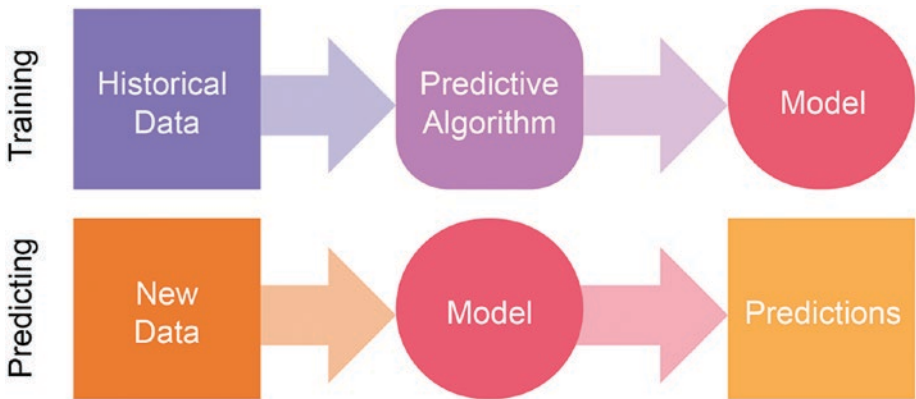 Training
Historical
Data
Predictive
Algorithm
Model
Predicting
New
Data
Model
Predictions